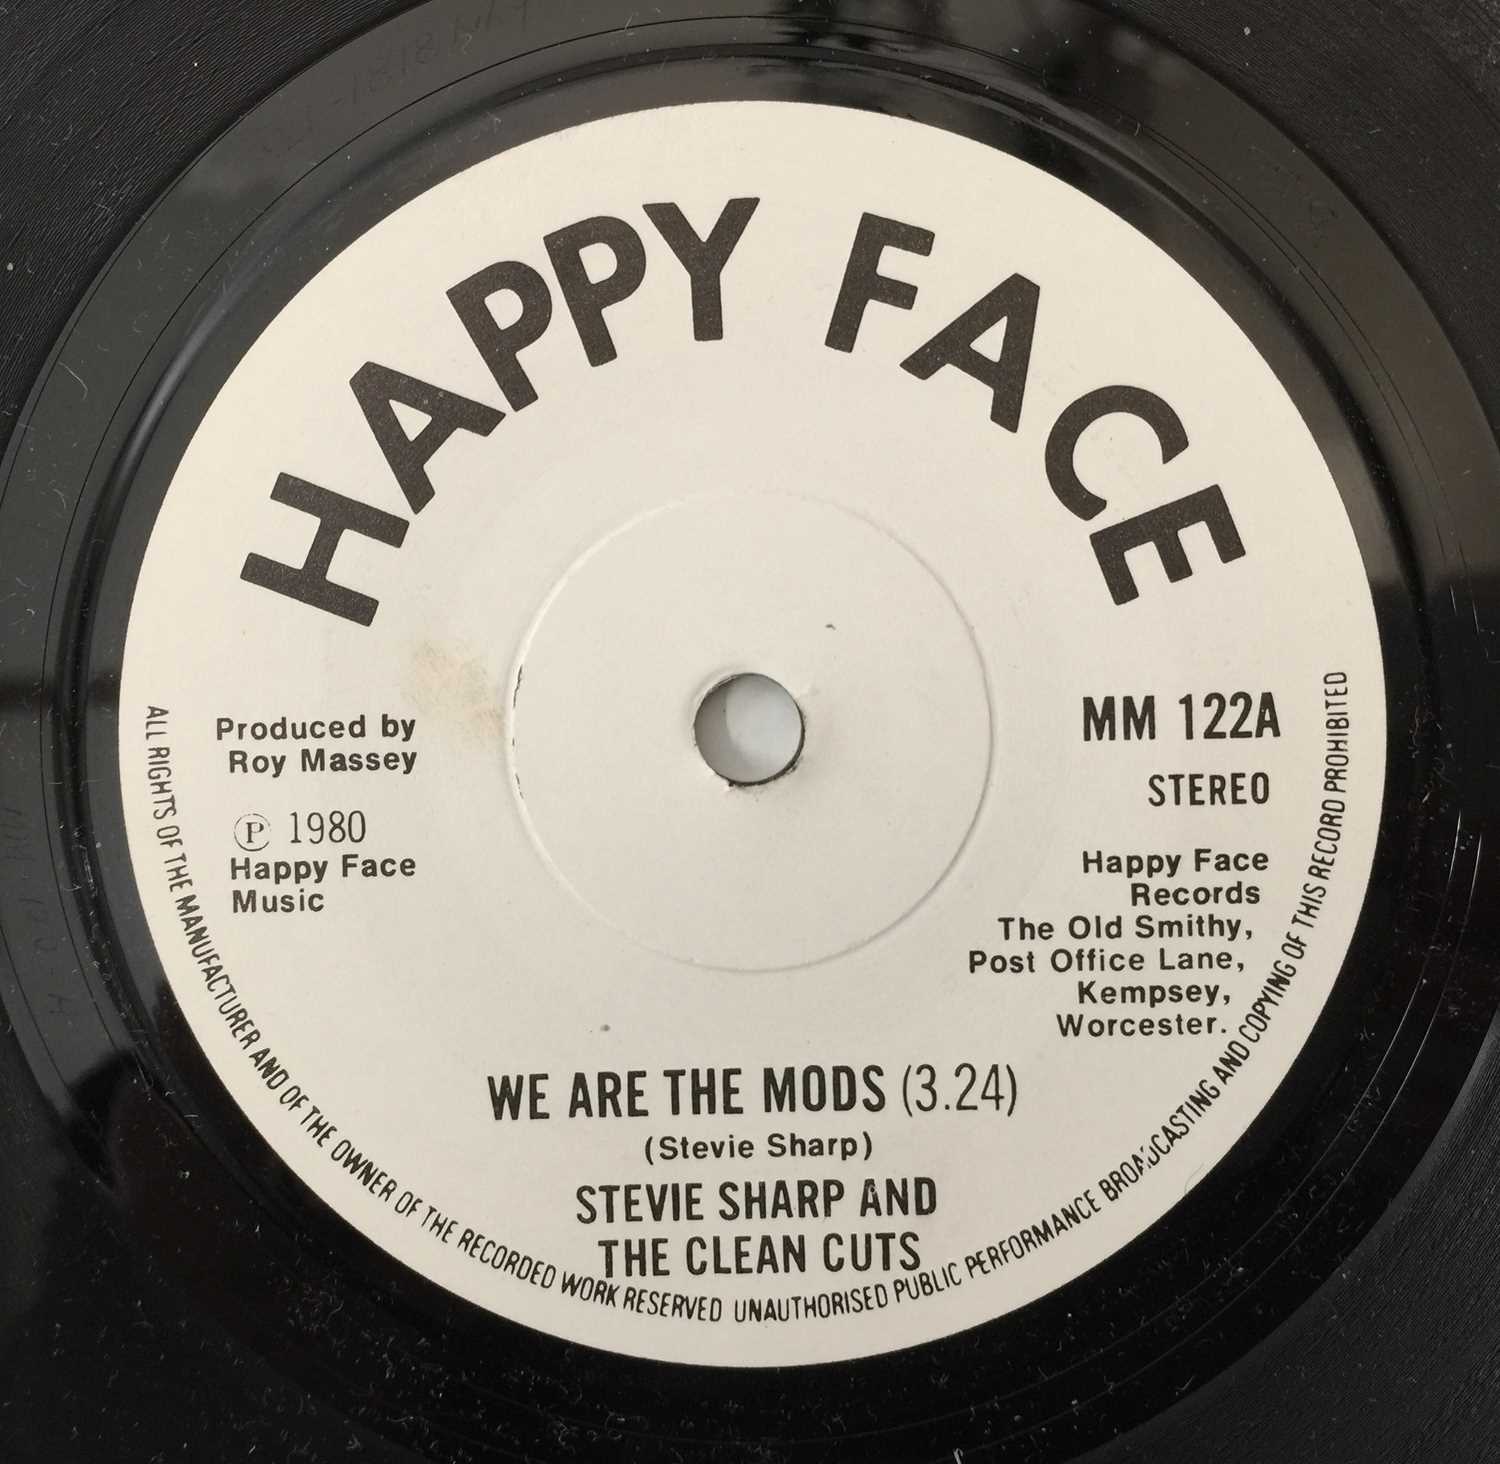 HAPPY FACE
Produced by
Roy Massey
℗ 1980
Happy Face
Music
MM 122A
STEREO
Happy Face
Records
The Old Smithy,
Post Office Lane,
Kempsey,
Worcester.
WE ARE THE MODS (3.24)
(Stevie Sharp)
STEVIE SHARP AND
THE CLEAN CUTS
ALL RIGHTS OF THE MANUFACTURER AND OF THE OWNER OF THE RECORDED WORK RESERVED UNAUTHORISED PUBLIC PERFORMANCE BROADCASTING AND COPYING OF THIS RECORD PROHIBITED